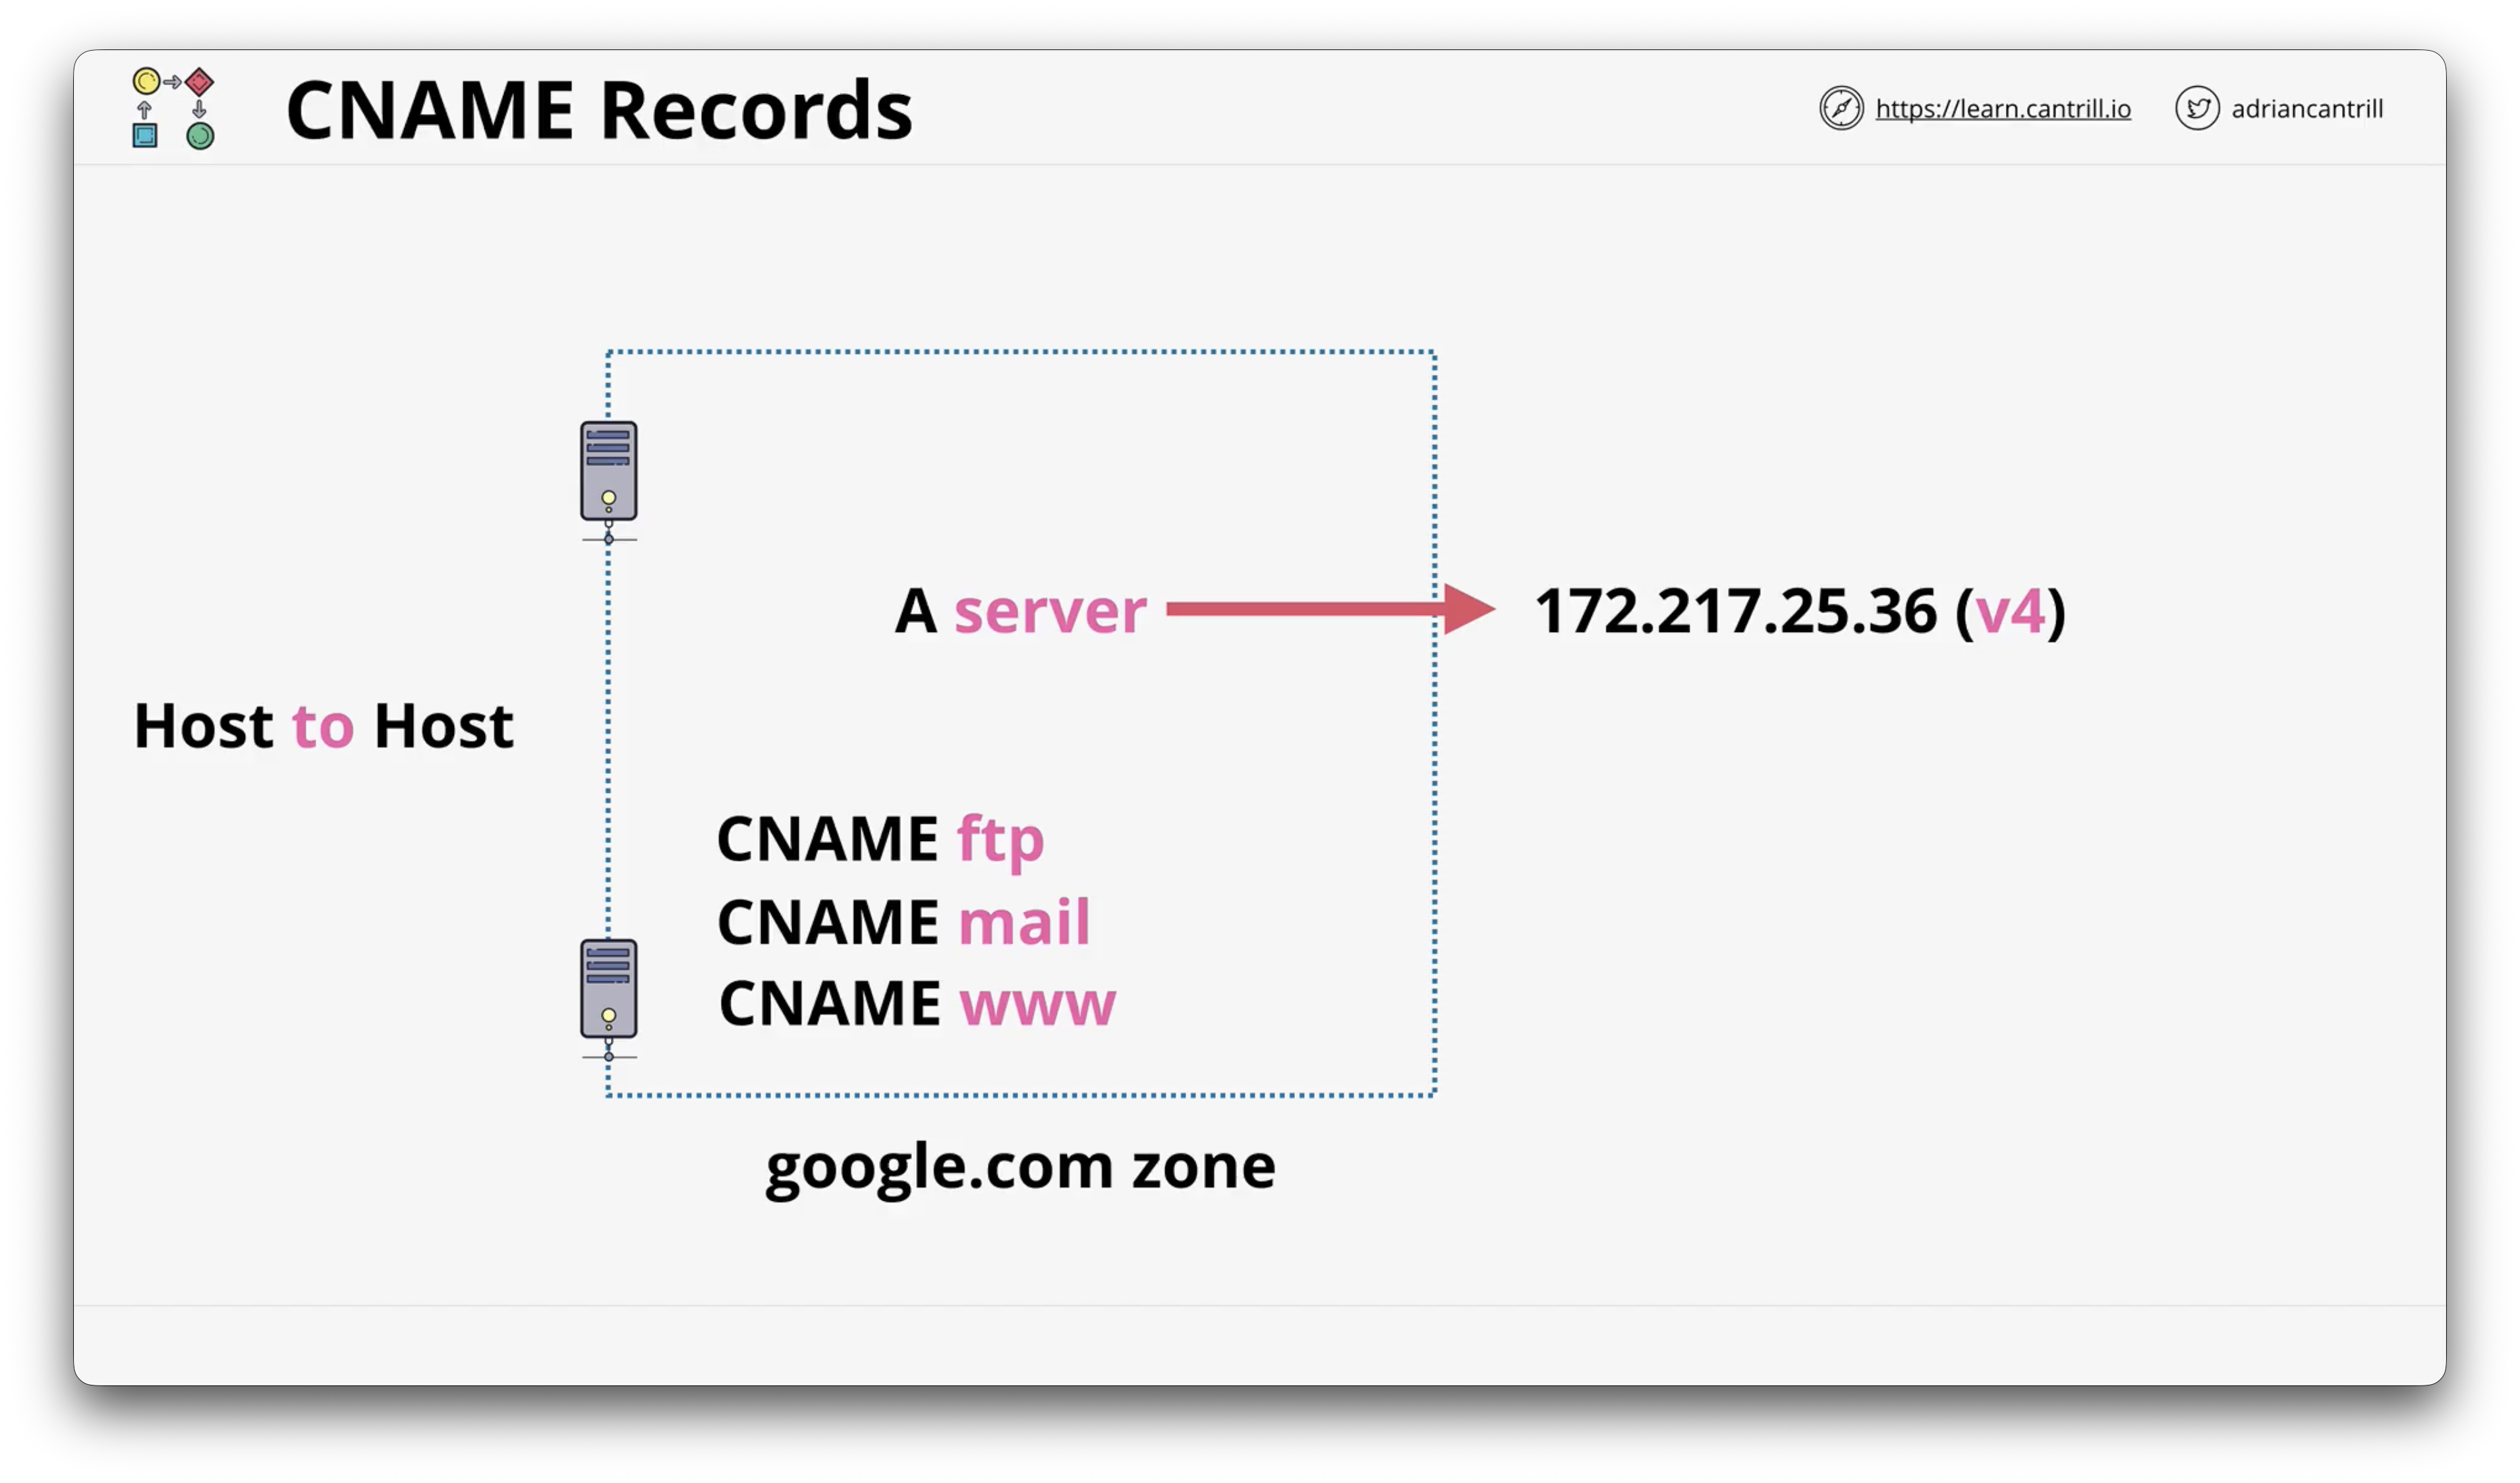 CNAME Records
https://learn.cantrill.io
adriancantrill
A server
172.217.25.36 (v4)
Host to Host
CNAME ftp
CNAME mail
CNAME www
google.com zone